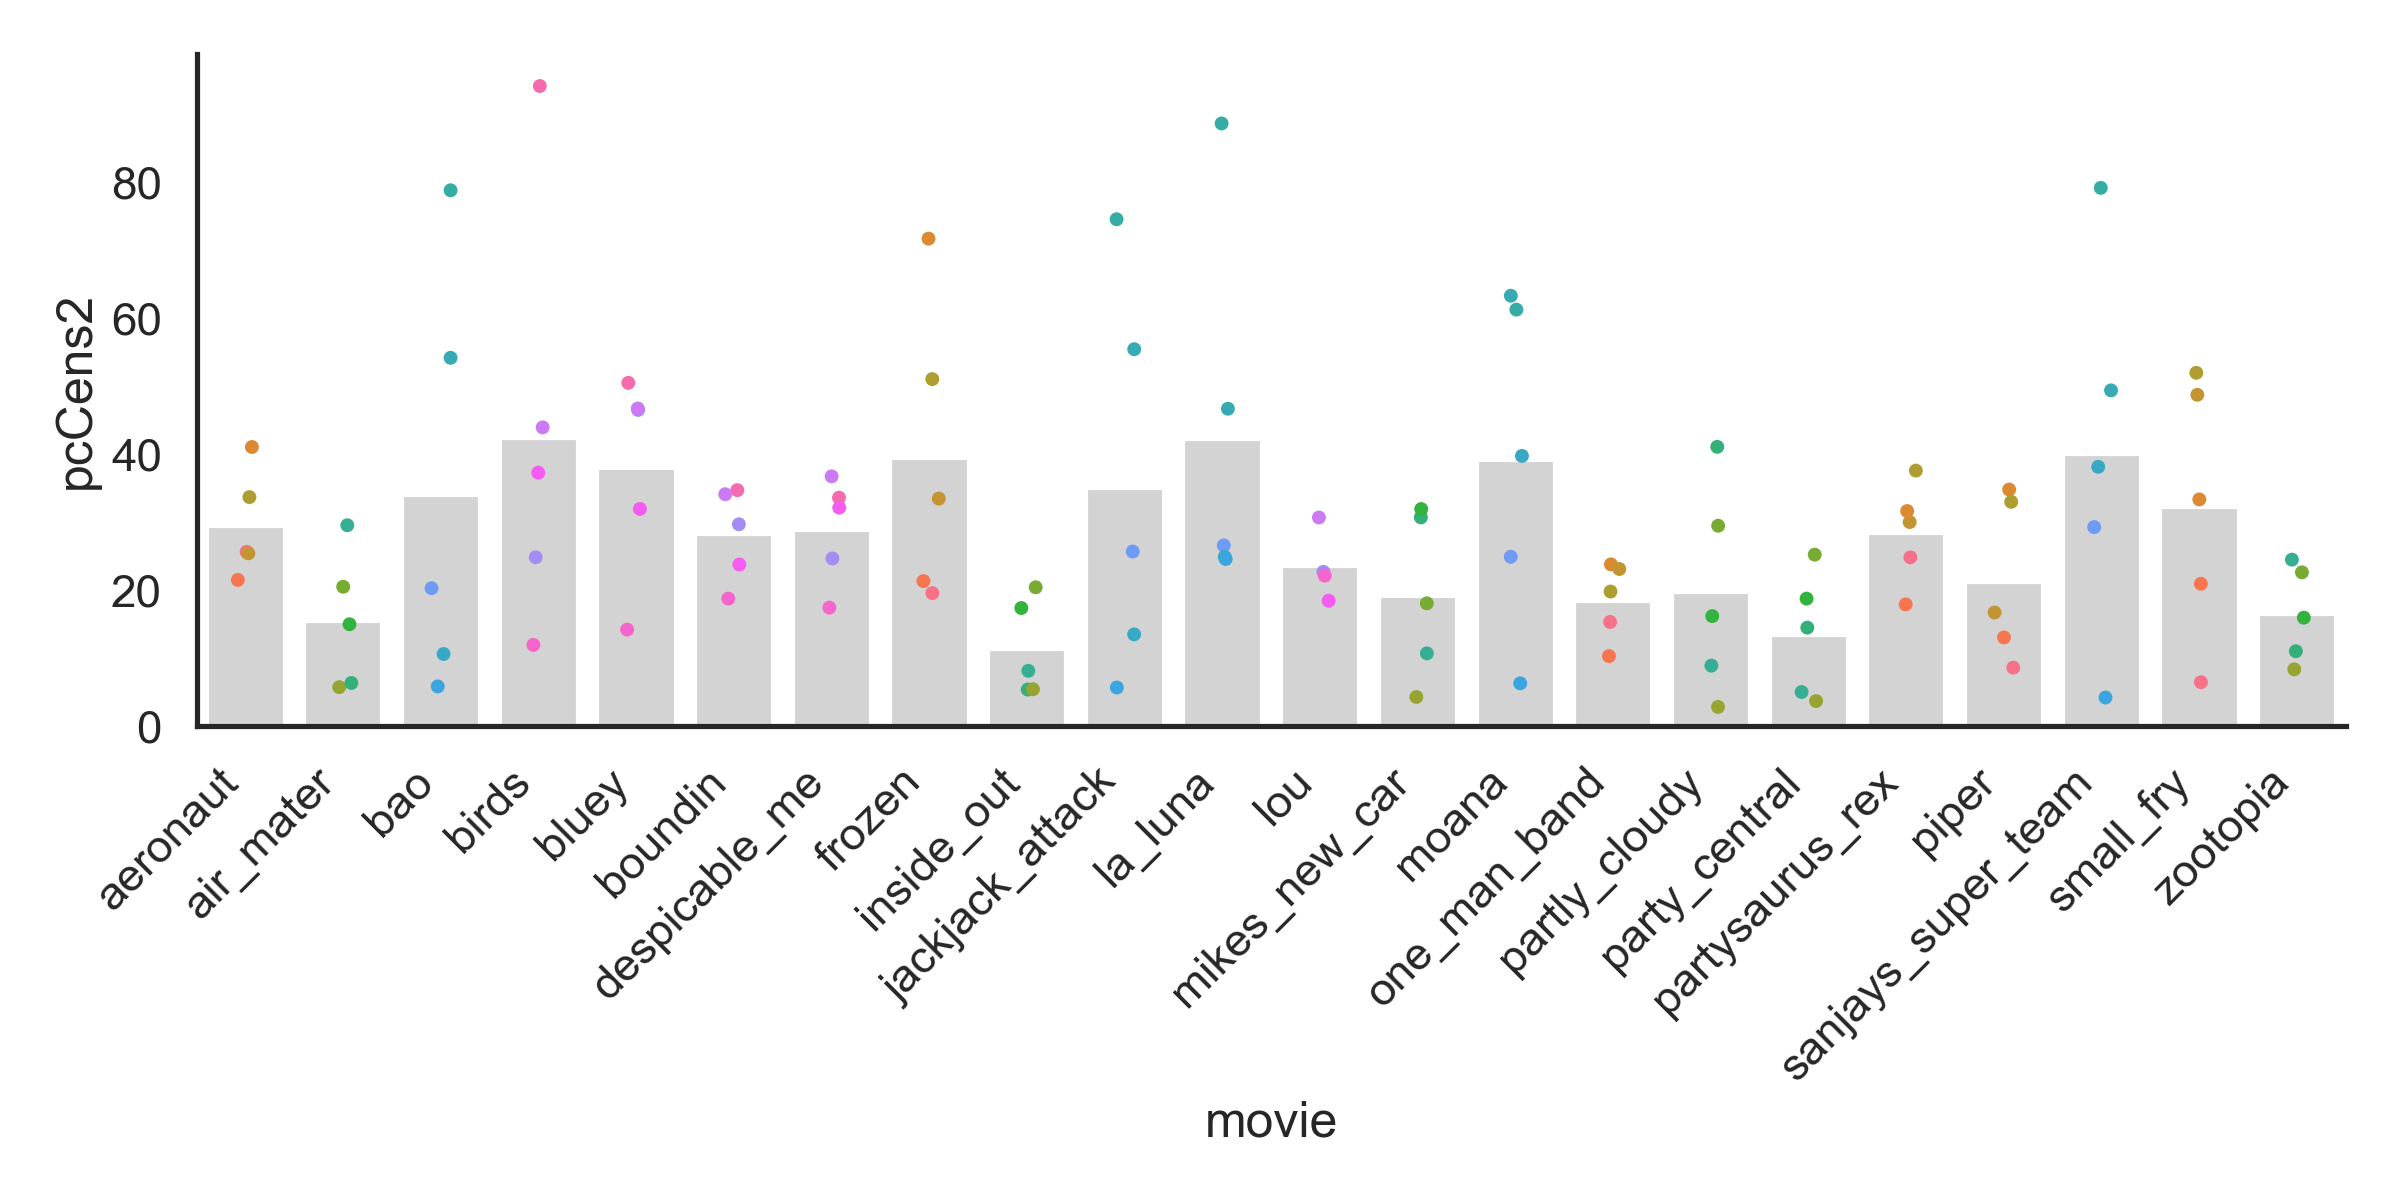 pcCens2
80
60
40
20
0
aeronaut
air_mater
bao
birds
bluey
boundin
despicable_me
frozen
inside_out
jackjack_attack
la_luna
lou
mikes_new_car
moana
one_man_band
partly_cloudy
party_central
partysaurus_rex
piper
sanjays_super_team
small_fry
zootopia
movie